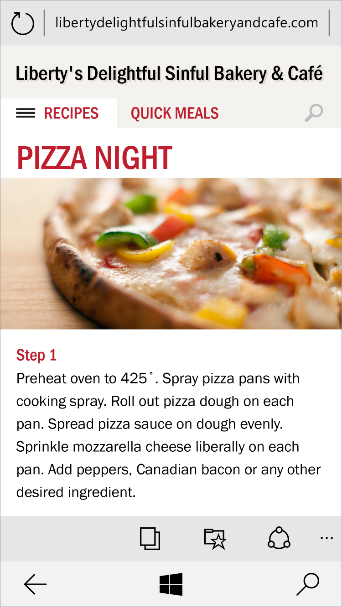 libertydelightfulsinfulbakeryandcafe.com
Liberty's Delightful Sinful Bakery & Café
RECIPES QUICK MEALS
PIZZA NIGHT
Step 1
Preheat oven to 425˚. Spray pizza pans with
cooking spray. Roll out pizza dough on each
pan. Spread pizza sauce on dough evenly.
Sprinkle mozzarella cheese liberally on each
pan. Add peppers, Canadian bacon or any other
desired ingredient.